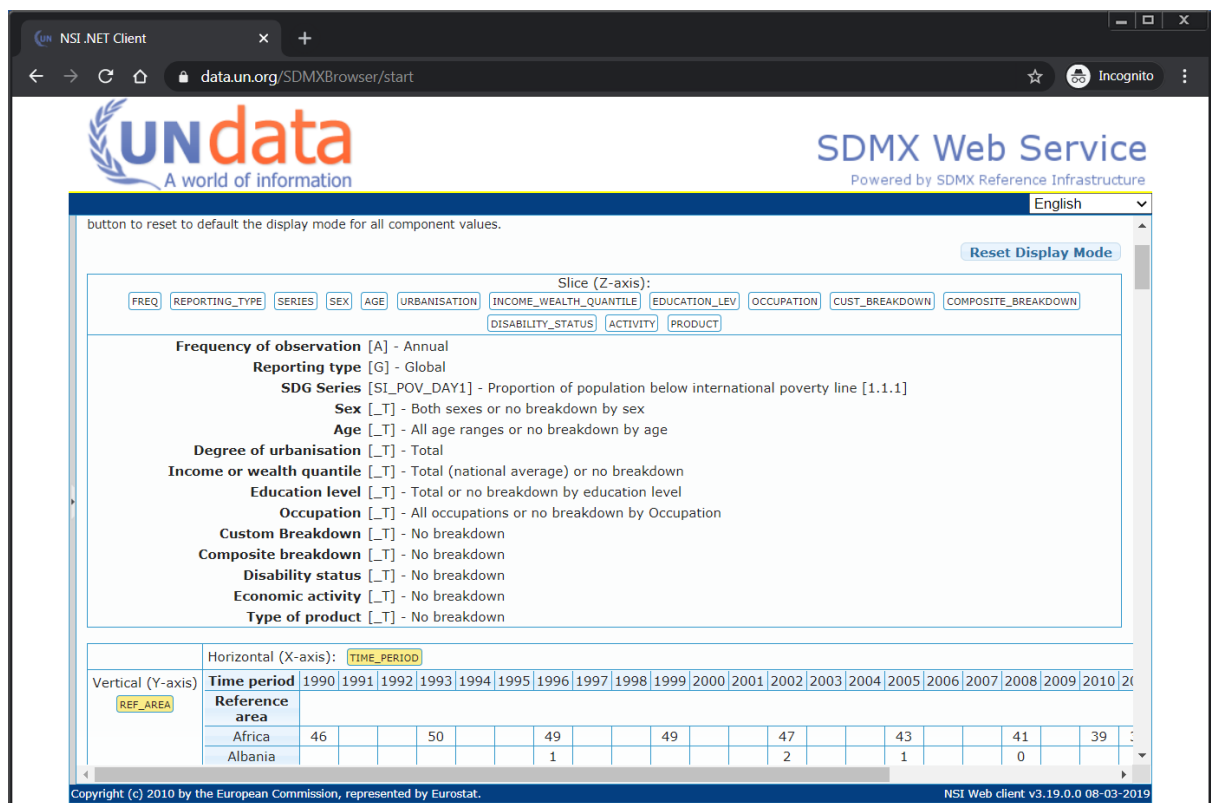 UN NSI .NET Client
data.un.org/SDMXBrowser/start
Incognito
UNdata
A world of information
SDMX Web Service
Powered by SDMX Reference Infrastructure
English
button to reset to default the display mode for all component values.
Reset Display Mode
Slice (Z-axis):
FREQ REPORTING_TYPE SERIES SEX AGE URBANISATION INCOME_WEALTH_QUANTILE EDUCATION_LEV OCCUPATION CUST_BREAKDOWN COMPOSITE_BREAKDOWN
DISABILITY_STATUS ACTIVITY PRODUCT
Frequency of observation [A] - Annual
Reporting type [G] - Global
SDG Series [SI_POV_DAY1] - Proportion of population below international poverty line [1.1.1]
Sex [_T] - Both sexes or no breakdown by sex
Age [_T] - All age ranges or no breakdown by age
Degree of urbanisation [_T] - Total
Income or wealth quantile [_T] - Total (national average) or no breakdown
Education level [_T] - Total or no breakdown by education level
Occupation [_T] - All occupations or no breakdown by Occupation
Custom Breakdown [_T] - No breakdown
Composite breakdown [_T] - No breakdown
Disability status [_T] - No breakdown
Economic activity [_T] - No breakdown
Type of product [_T] - No breakdown
Horizontal (X-axis): TIME_PERIOD
Vertical (Y-axis) Time period 1990 1991 1992 1993 1994 1995 1996 1997 1998 1999 2000 2001 2002 2003 2004 2005 2006 2007 2008 2009 2010
REF_AREA Reference
area
Africa 46 50 49 49 47 43 41 39
Albania 1 2 1 0
Copyright (c) 2010 by the European Commission, represented by Eurostat. NSI Web client v3.19.0.0 08-03-2019